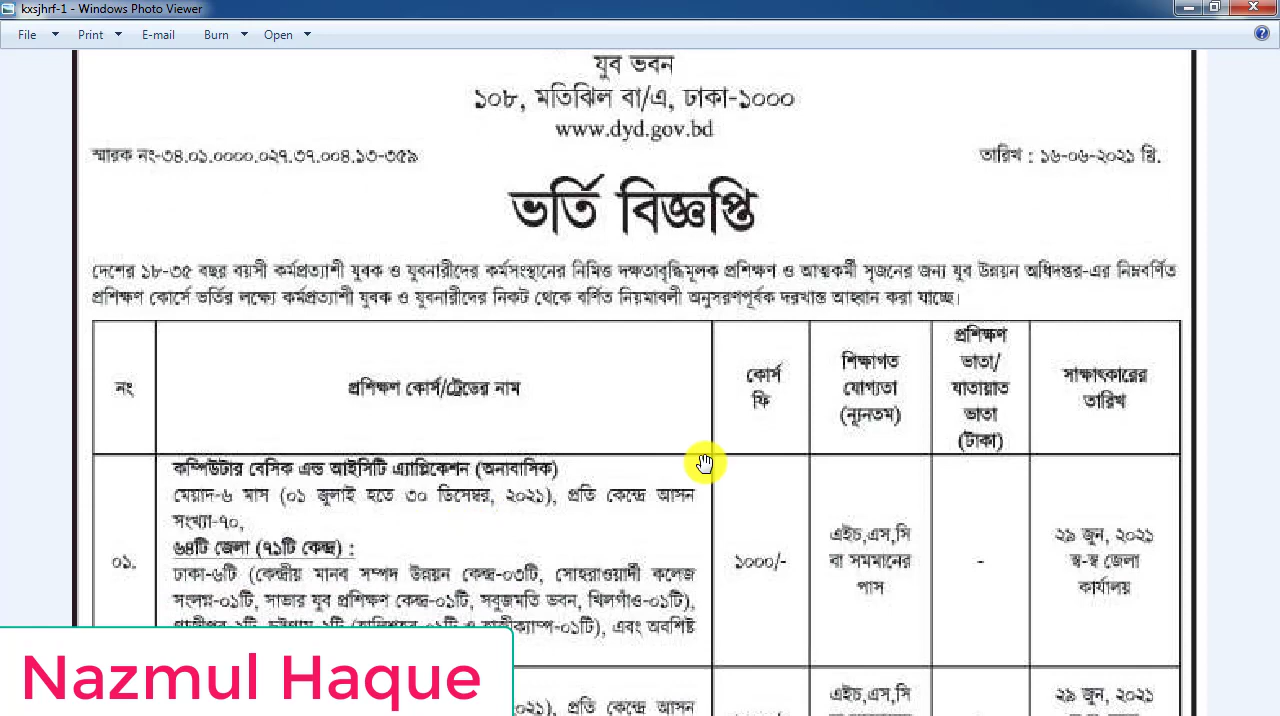 kxsjhrf-1 - Windows Photo Viewer
File Print E-mail Burn Open
যুব ভবন
১০৮, মতিঝিল বা/এ, ঢাকা-১০০০
www.dyd.gov.bd
স্মারক নং-৩৪.০১.০০০০.০২৭.৩৭.০০৪.১৩-৩৫৯ তারিখ : ১৬-০৬-২০২১ খ্রি.
ভর্তি বিজ্ঞপ্তি
দেশের ১৮-৩৫ বছর বয়সী কর্মপ্রত্যাশী যুবক ও যুবনারীদের কর্মসংস্থানের নিমিত্ত দক্ষতাবৃদ্ধিমূলক প্রশিক্ষণ ও আত্মকর্মী সৃজনের জন্য যুব উন্নয়ন অধিদপ্তর-এর নিম্নবর্ণিত
প্রশিক্ষণ কোর্সে ভর্তির লক্ষ্যে কর্মপ্রত্যাশী যুবক ও যুবনারীদের নিকট থেকে বর্ণিত নিয়মাবলী অনুসরণপূর্বক দরখাস্ত আহ্বান করা যাচ্ছে।
নং
প্রশিক্ষণ কোর্স/ট্রেডের নাম
কোর্স
ফি
শিক্ষাগত
যোগ্যতা
(ন্যূনতম)
প্রশিক্ষণ
ভাতা/
যাতায়াত
ভাতা
(টাকা)
সাক্ষাৎকারের
তারিখ
০১.
কম্পিউটার বেসিক এন্ড আইসিটি এ্যাপ্লিকেশন (অনাবাসিক)
মেয়াদ-৬ মাস (০১ জুলাই হতে ৩০ ডিসেম্বর, ২০২১), প্রতি কেন্দ্রে আসন
সংখ্যা-৭০,
৬৪টি জেলা (৭১টি কেন্দ্র) :
ঢাকা-৬টি (কেন্দ্রীয় মানব সম্পদ উন্নয়ন কেন্দ্র-০৩টি, সোহরাওয়ার্দী কলেজ
সংলগ্ন-০১টি, সাভার যুব প্রশিক্ষণ কেন্দ্র-০১টি, সবুজমতি ভবন, খিলগাঁও-০১টি),
এবং অবশিষ্ট
১০০০/-
এইচ,এস,সি
বা সমমানের
পাস
-
২৯ জুন, ২০২১
স্ব-স্ব জেলা
কার্যালয়
প্রতি কেন্দ্রে আসন
এইচ,এস,সি
২৯ জুন, ২০২১
Nazmul Haque